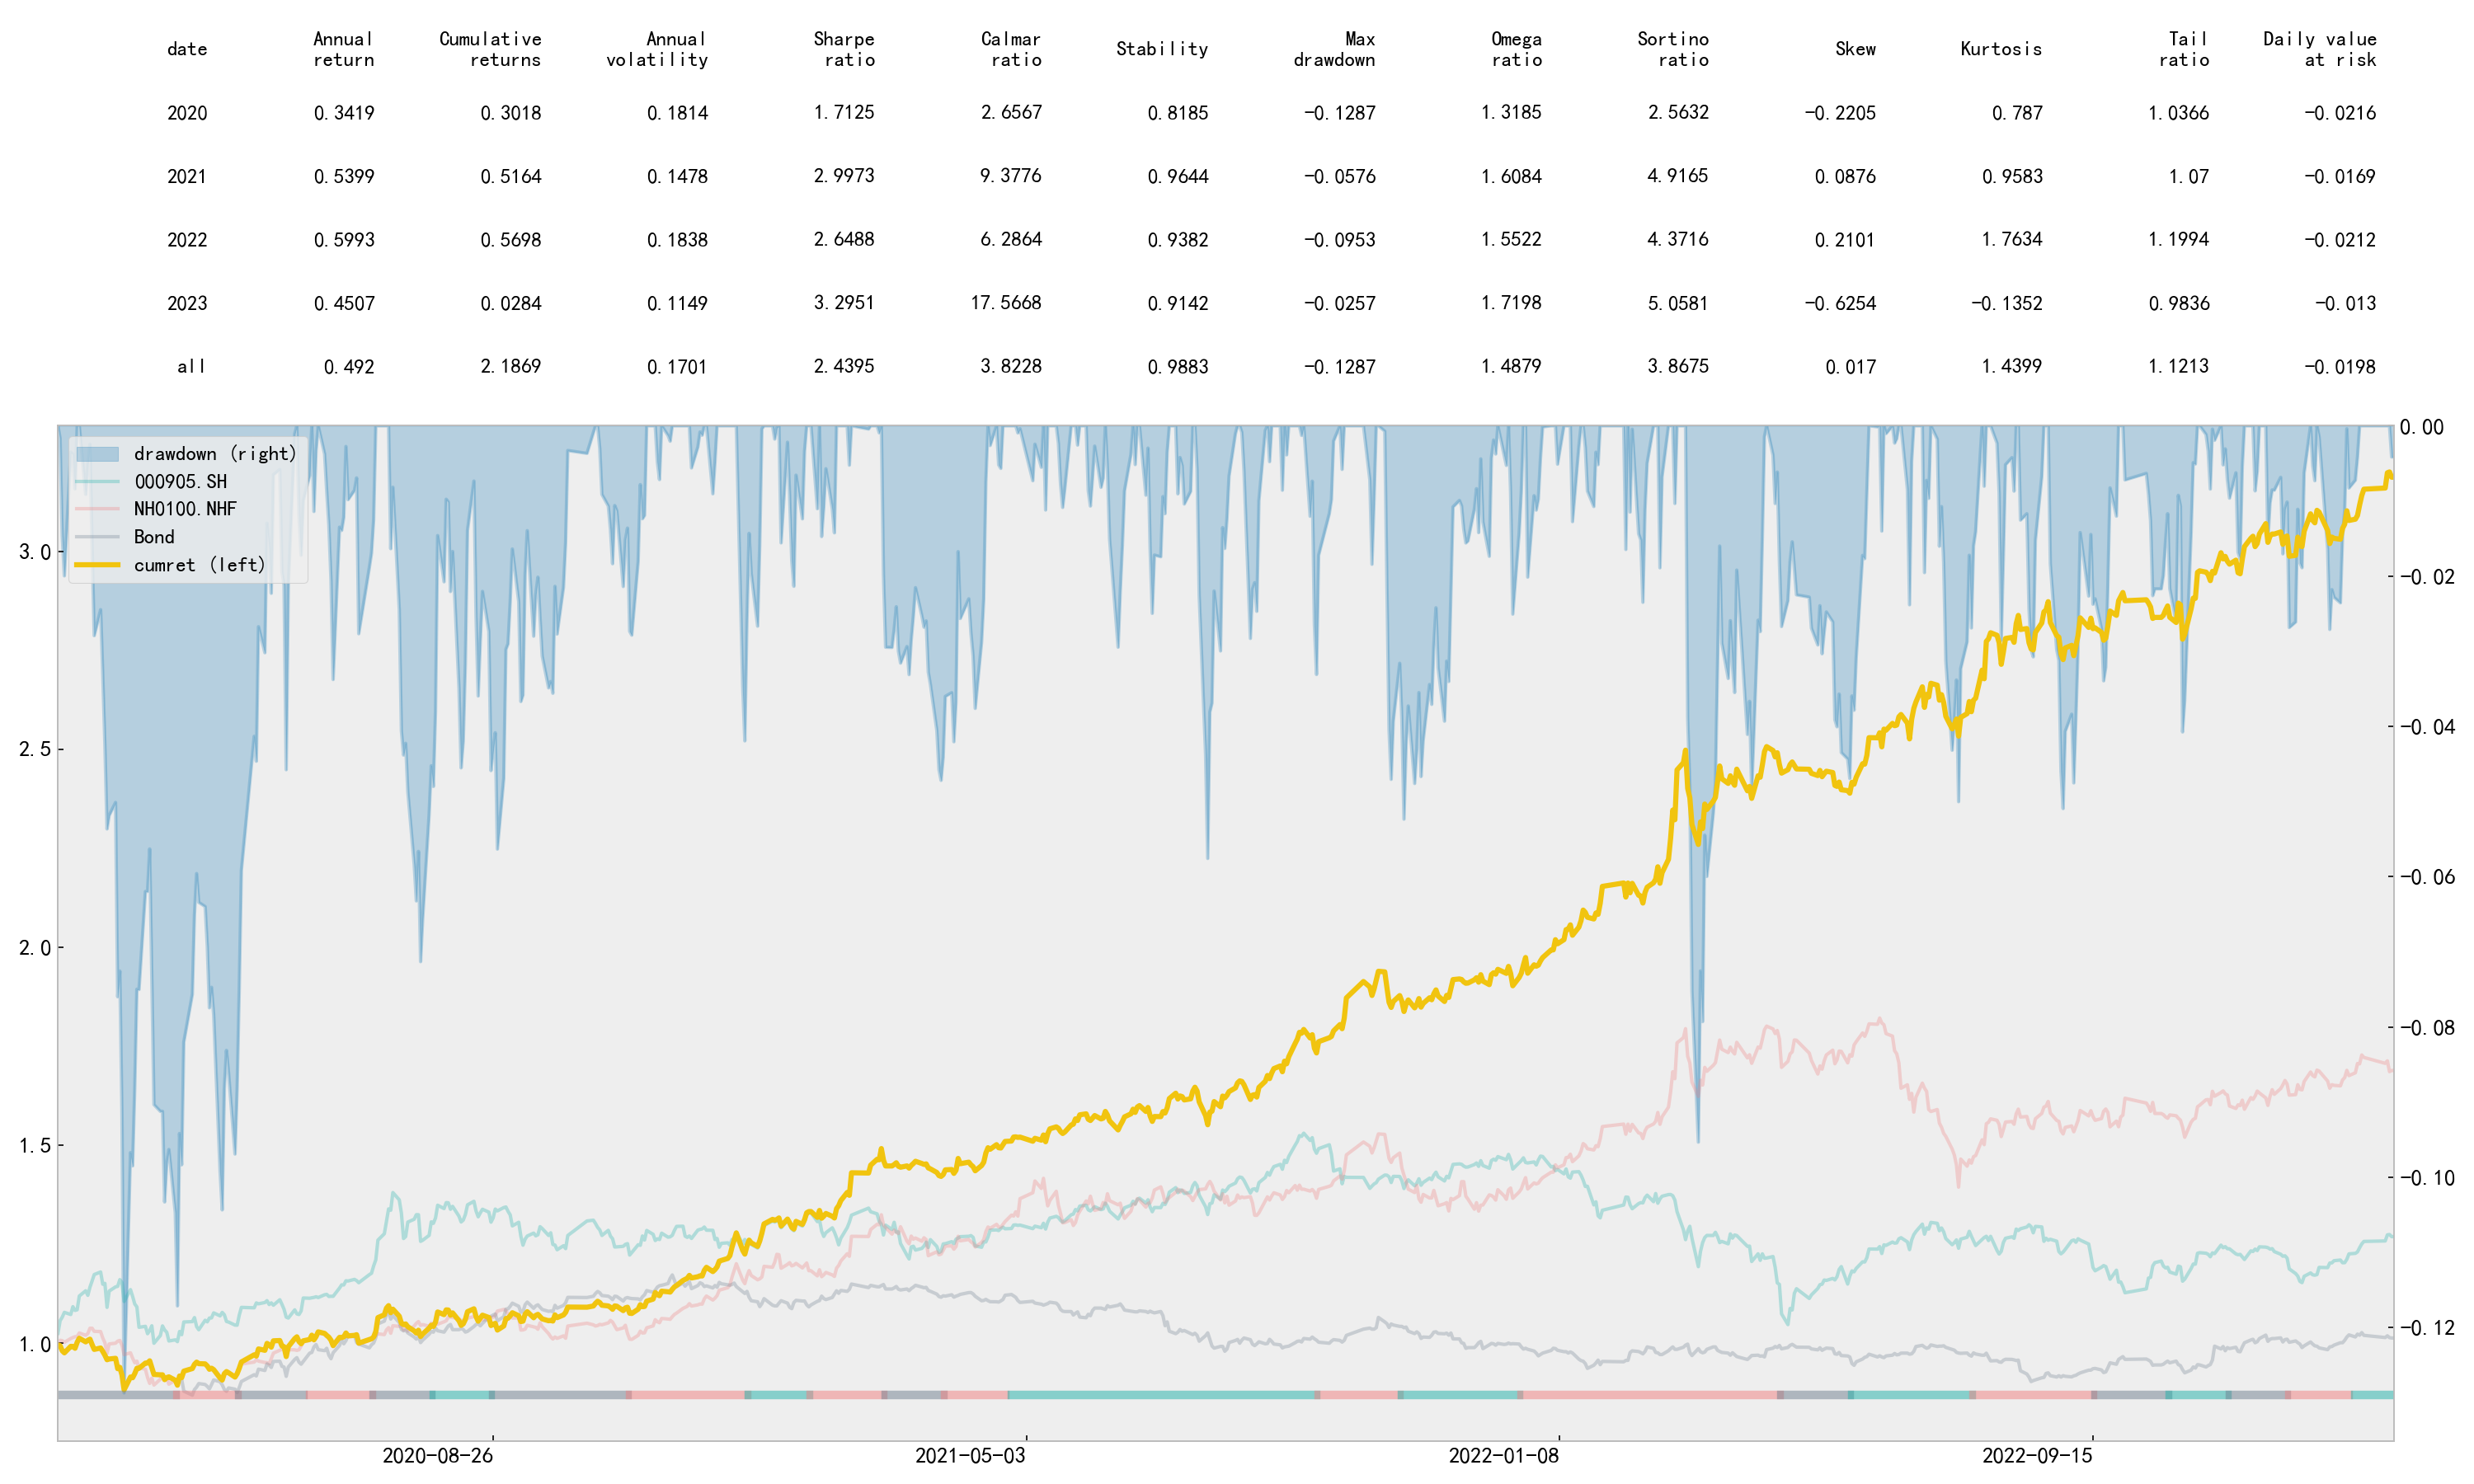 date Annual return Cumulative returns Annual volatility Sharpe ratio Calmar ratio Stability Max drawdown Omega ratio Sortino ratio Skew Kurtosis Tail ratio Daily value at risk
2020 0.3419 0.3018 0.1814 1.7125 2.6567 0.8185 −0.1287 1.3185 2.5632 −0.2205 0.787 1.0366 −0.0216
2021 0.5399 0.5164 0.1478 2.9973 9.3776 0.9644 −0.0576 1.6084 4.9165 0.0876 0.9583 1.07 −0.0169
2022 0.5993 0.5698 0.1838 2.6488 6.2864 0.9382 −0.0953 1.5522 4.3716 0.2101 1.7634 1.1994 −0.0212
2023 0.4507 0.0284 0.1149 3.2951 17.5668 0.9142 −0.0257 1.7198 5.0581 −0.6254 −0.1352 0.9836 −0.013
all 0.492 2.1869 0.1701 2.4395 3.8228 0.9883 −0.1287 1.4879 3.8675 0.017 1.4399 1.1213 −0.0198
drawdown (right)
000905.SH
NH0100.NHF
Bond
cumret (left)
3.0
2.5
2.0
1.5
1.0
0.00
−0.02
−0.04
−0.06
−0.08
−0.10
−0.12
2020-08-26 2021-05-03 2022-01-08 2022-09-15